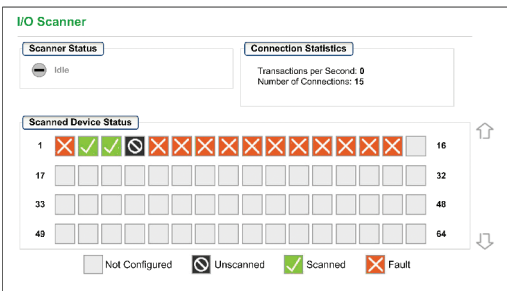 I/O Scanner
Scanner Status
Idle
Connection Statistics
Transactions per Second: 0
Number of Connections: 15
Scanned Device Status
1 16
17 32
33 48
49 64
Not Configured Unscanned Scanned Fault